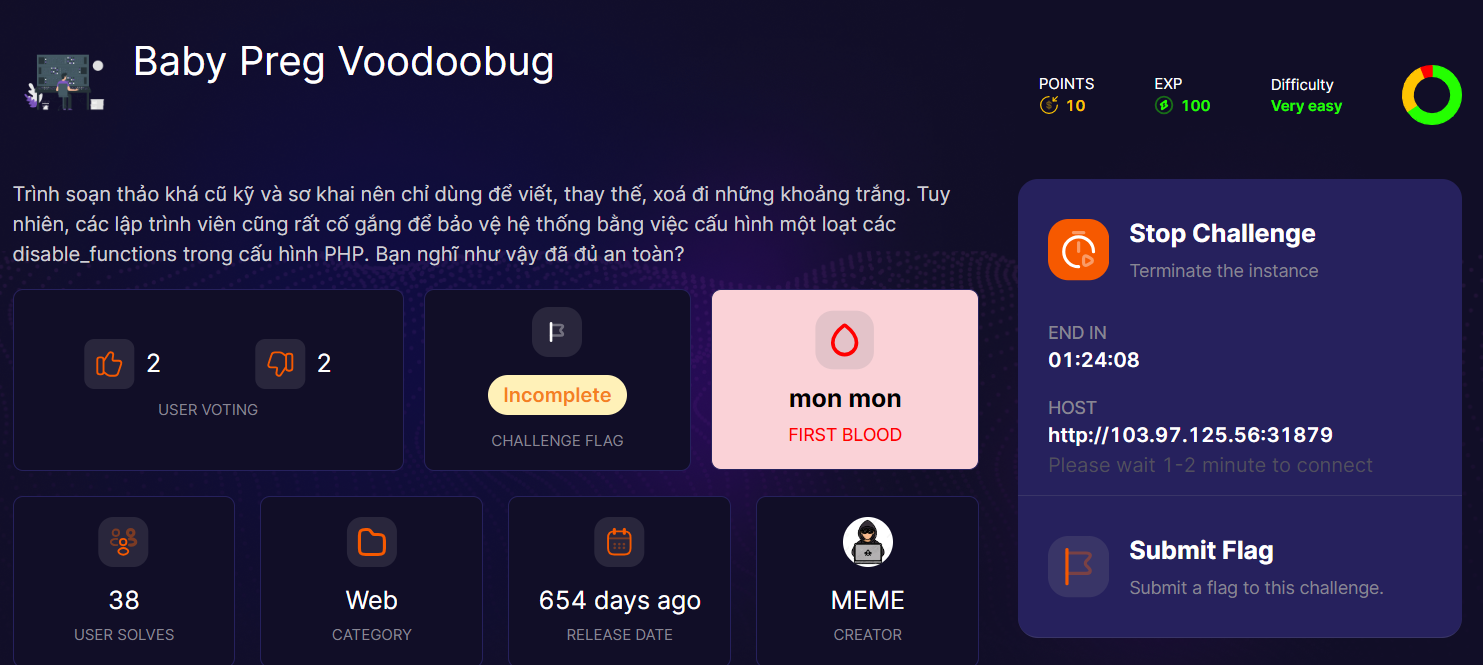 Baby Preg Voodoobug
POINTS
10
EXP
100
Difficulty
Very easy
Trình soạn thảo khá cũ kỹ và sơ khai nên chỉ dùng để viết, thay thế, xoá đi những khoảng trắng. Tuy
nhiên, các lập trình viên cũng rất cố gắng để bảo vệ hệ thống bằng việc cấu hình một loạt các
disable_functions trong cấu hình PHP. Bạn nghĩ như vậy đã đủ an toàn?
2
2
USER VOTING
Incomplete
CHALLENGE FLAG
mon mon
FIRST BLOOD
38
USER SOLVES
Web
CATEGORY
654 days ago
RELEASE DATE
MEME
CREATOR
Stop Challenge
Terminate the instance
END IN
01:24:08
HOST
http://103.97.125.56:31879
Please wait 1-2 minute to connect
Submit Flag
Submit a flag to this challenge.